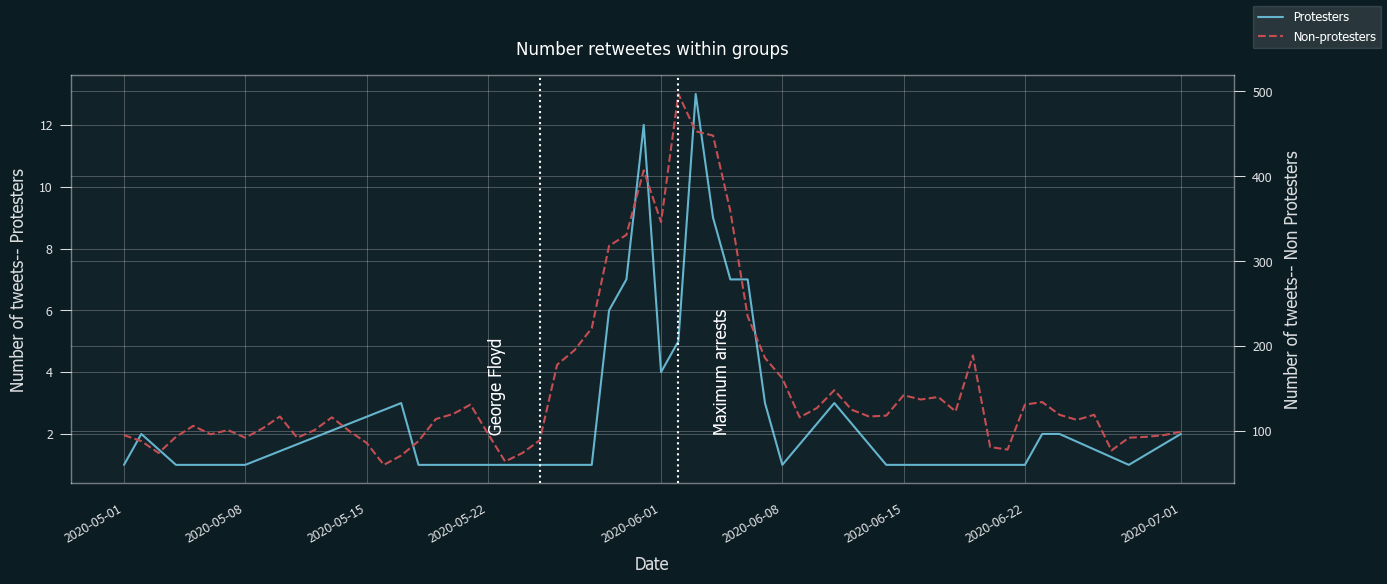 Protesters
Non-protesters
Number retweetes within groups
Number of tweets-- Protesters
12
10
8
6
4
2
George Floyd
Maximum arrests
500
400
300
200
100
Number of tweets-- Non Protesters
2020-05-01
2020-05-08
2020-05-15
2020-05-22
2020-06-01
2020-06-08
2020-06-15
2020-06-22
2020-07-01
Date